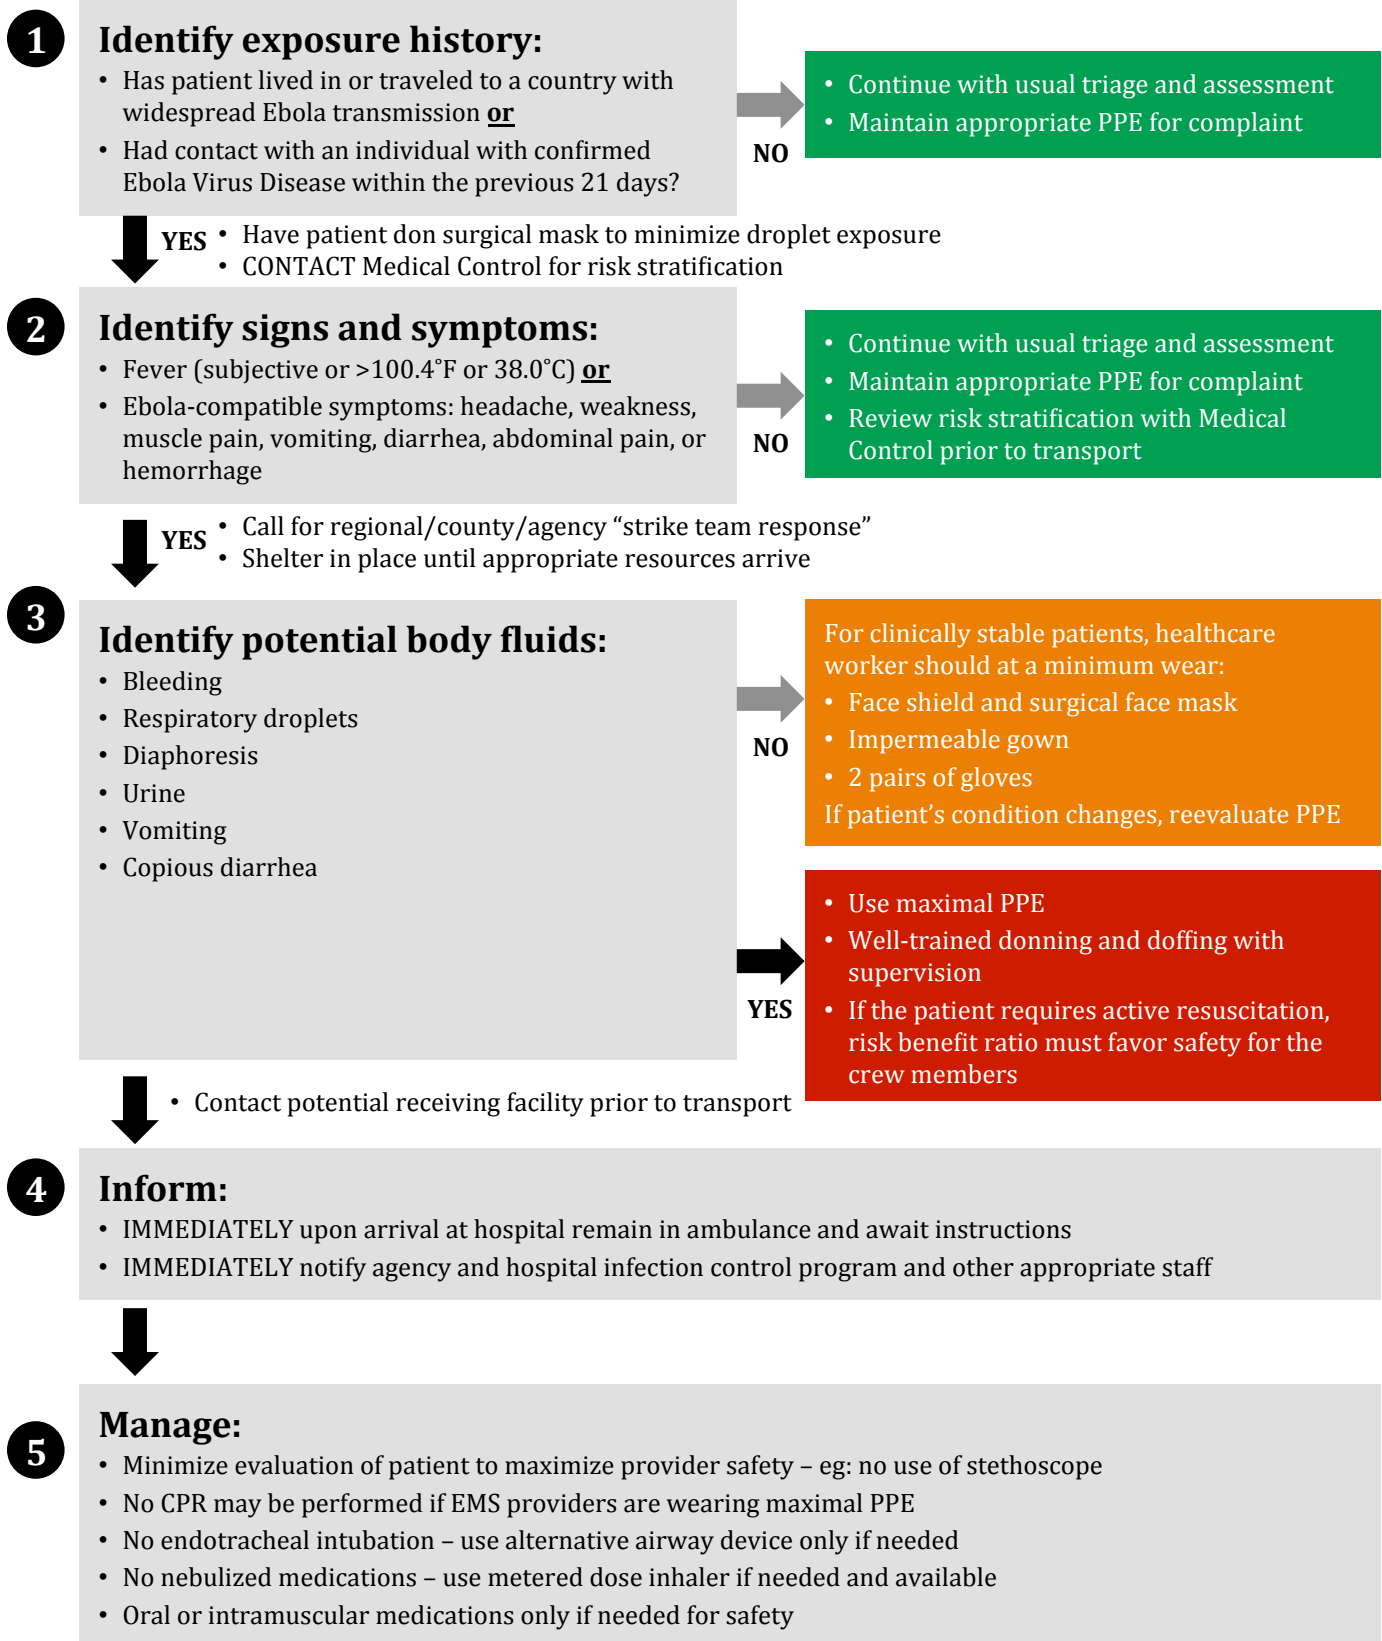 1
Identify exposure history:
• Has patient lived in or traveled to a country with
widespread Ebola transmission or
• Had contact with an individual with confirmed
Ebola Virus Disease within the previous 21 days?
NO
• Continue with usual triage and assessment
• Maintain appropriate PPE for complaint
YES
• Have patient don surgical mask to minimize droplet exposure
• CONTACT Medical Control for risk stratification
2
Identify signs and symptoms:
• Fever (subjective or >100.4˚F or 38.0˚C) or
• Ebola-compatible symptoms: headache, weakness,
muscle pain, vomiting, diarrhea, abdominal pain, or
hemorrhage
NO
• Continue with usual triage and assessment
• Maintain appropriate PPE for complaint
• Review risk stratification with Medical
Control prior to transport
YES
• Call for regional/county/agency “strike team response”
• Shelter in place until appropriate resources arrive
3
Identify potential body fluids:
• Bleeding
• Respiratory droplets
• Diaphoresis
• Urine
• Vomiting
• Copious diarrhea
NO
For clinically stable patients, healthcare
worker should at a minimum wear:
• Face shield and surgical face mask
• Impermeable gown
• 2 pairs of gloves
If patient’s condition changes, reevaluate PPE
YES
• Use maximal PPE
• Well-trained donning and doffing with
supervision
• If the patient requires active resuscitation,
risk benefit ratio must favor safety for the
crew members
• Contact potential receiving facility prior to transport
4
Inform:
• IMMEDIATELY upon arrival at hospital remain in ambulance and await instructions
• IMMEDIATELY notify agency and hospital infection control program and other appropriate staff
5
Manage:
• Minimize evaluation of patient to maximize provider safety – eg: no use of stethoscope
• No CPR may be performed if EMS providers are wearing maximal PPE
• No endotracheal intubation – use alternative airway device only if needed
• No nebulized medications – use metered dose inhaler if needed and available
• Oral or intramuscular medications only if needed for safety